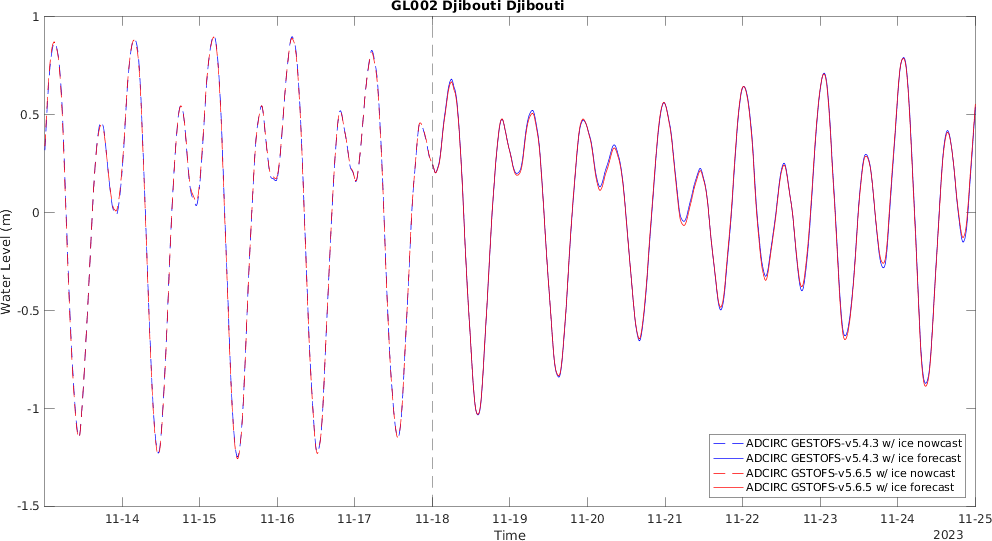 GL002 Djibouti Djibouti
1
0.5
0
-0.5
-1
-1.5
Water Level (m)
ADCIRC GESTOFS-v5.4.3 w/ ice nowcast
ADCIRC GESTOFS-v5.4.3 w/ ice forecast
ADCIRC GSTOFS-v5.6.5 w/ ice nowcast
ADCIRC GSTOFS-v5.6.5 w/ ice forecast
11-14 11-15 11-16 11-17 11-18 11-19 11-20 11-21 11-22 11-23 11-24 11-25
Time
2023